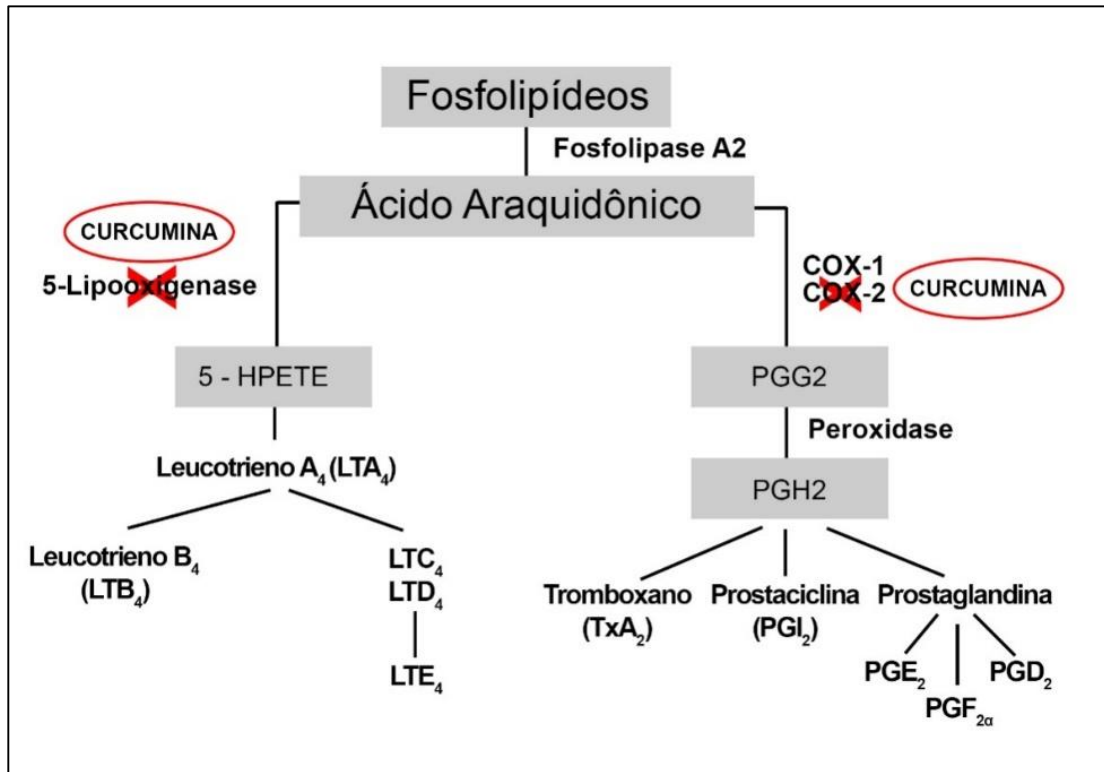 Fosfolipídeos
Fosfolipase A2
Ácido Araquidônico
CURCUMINA
5-Lipooxigenase
COX-1
COX-2
CURCUMINA
5 - HPETE
PGG2
Peroxidase
Leucotrieno A₄ (LTA₄)
PGH2
Leucotrieno B₄
(LTB₄)
LTC₄
LTD₄
LTE₄
Tromboxano
(TxA₂)
Prostaciclina
(PGI₂)
Prostaglandina
PGE₂
PGF₂α
PGD₂